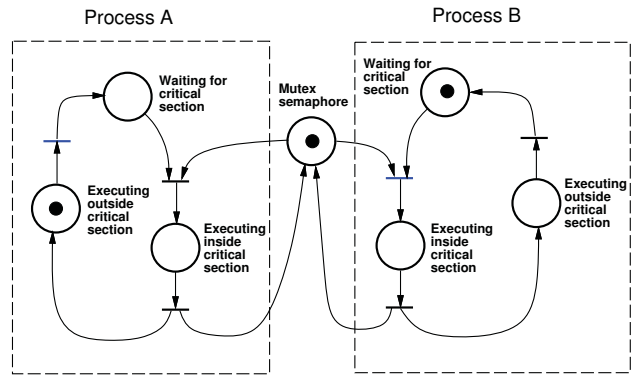 Process A
Process B
Waiting for
critical
section
Mutex
semaphore
Waiting for
critical
section
Executing
outside
critical
section
Executing
inside
critical
section
Executing
inside
critical
section
Executing
outside
critical
section